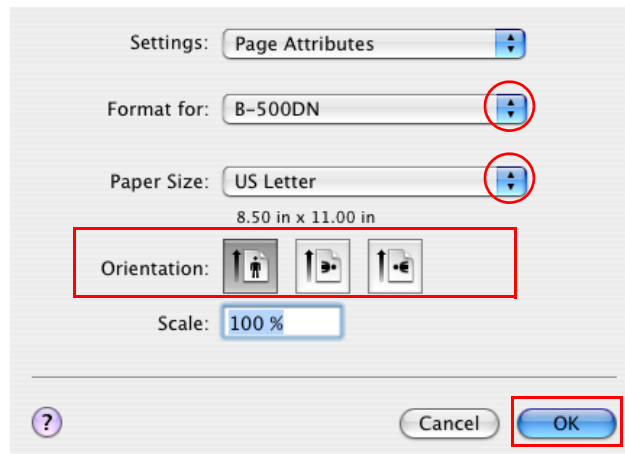 Settings: Page Attributes
Format for: B-500DN
Paper Size: US Letter
8.50 in x 11.00 in
Orientation:
Scale: 100 %
? Cancel OK